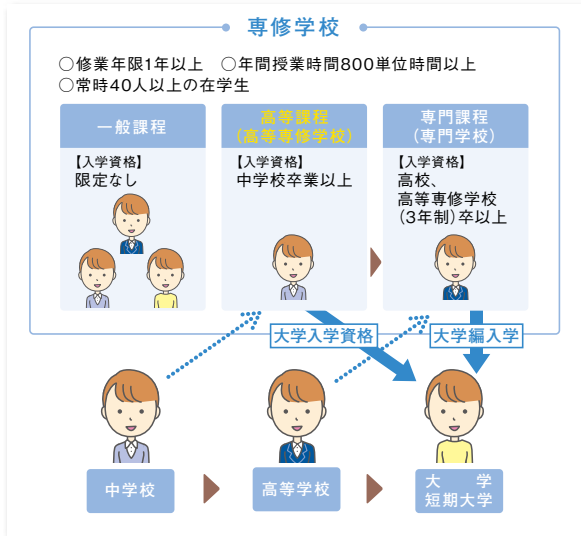 専修学校
○修業年限1年以上 ○年間授業時間800単位時間以上
○常時40人以上の在学生
一般課程
【入学資格】
限定なし
高等課程
(高等専修学校)
【入学資格】
中学校卒業以上
専門課程
(専門学校)
【入学資格】
高校、
高等専修学校
(3年制)卒以上
大学入学資格
大学編入学
中学校
高等学校
大　　学
短期大学